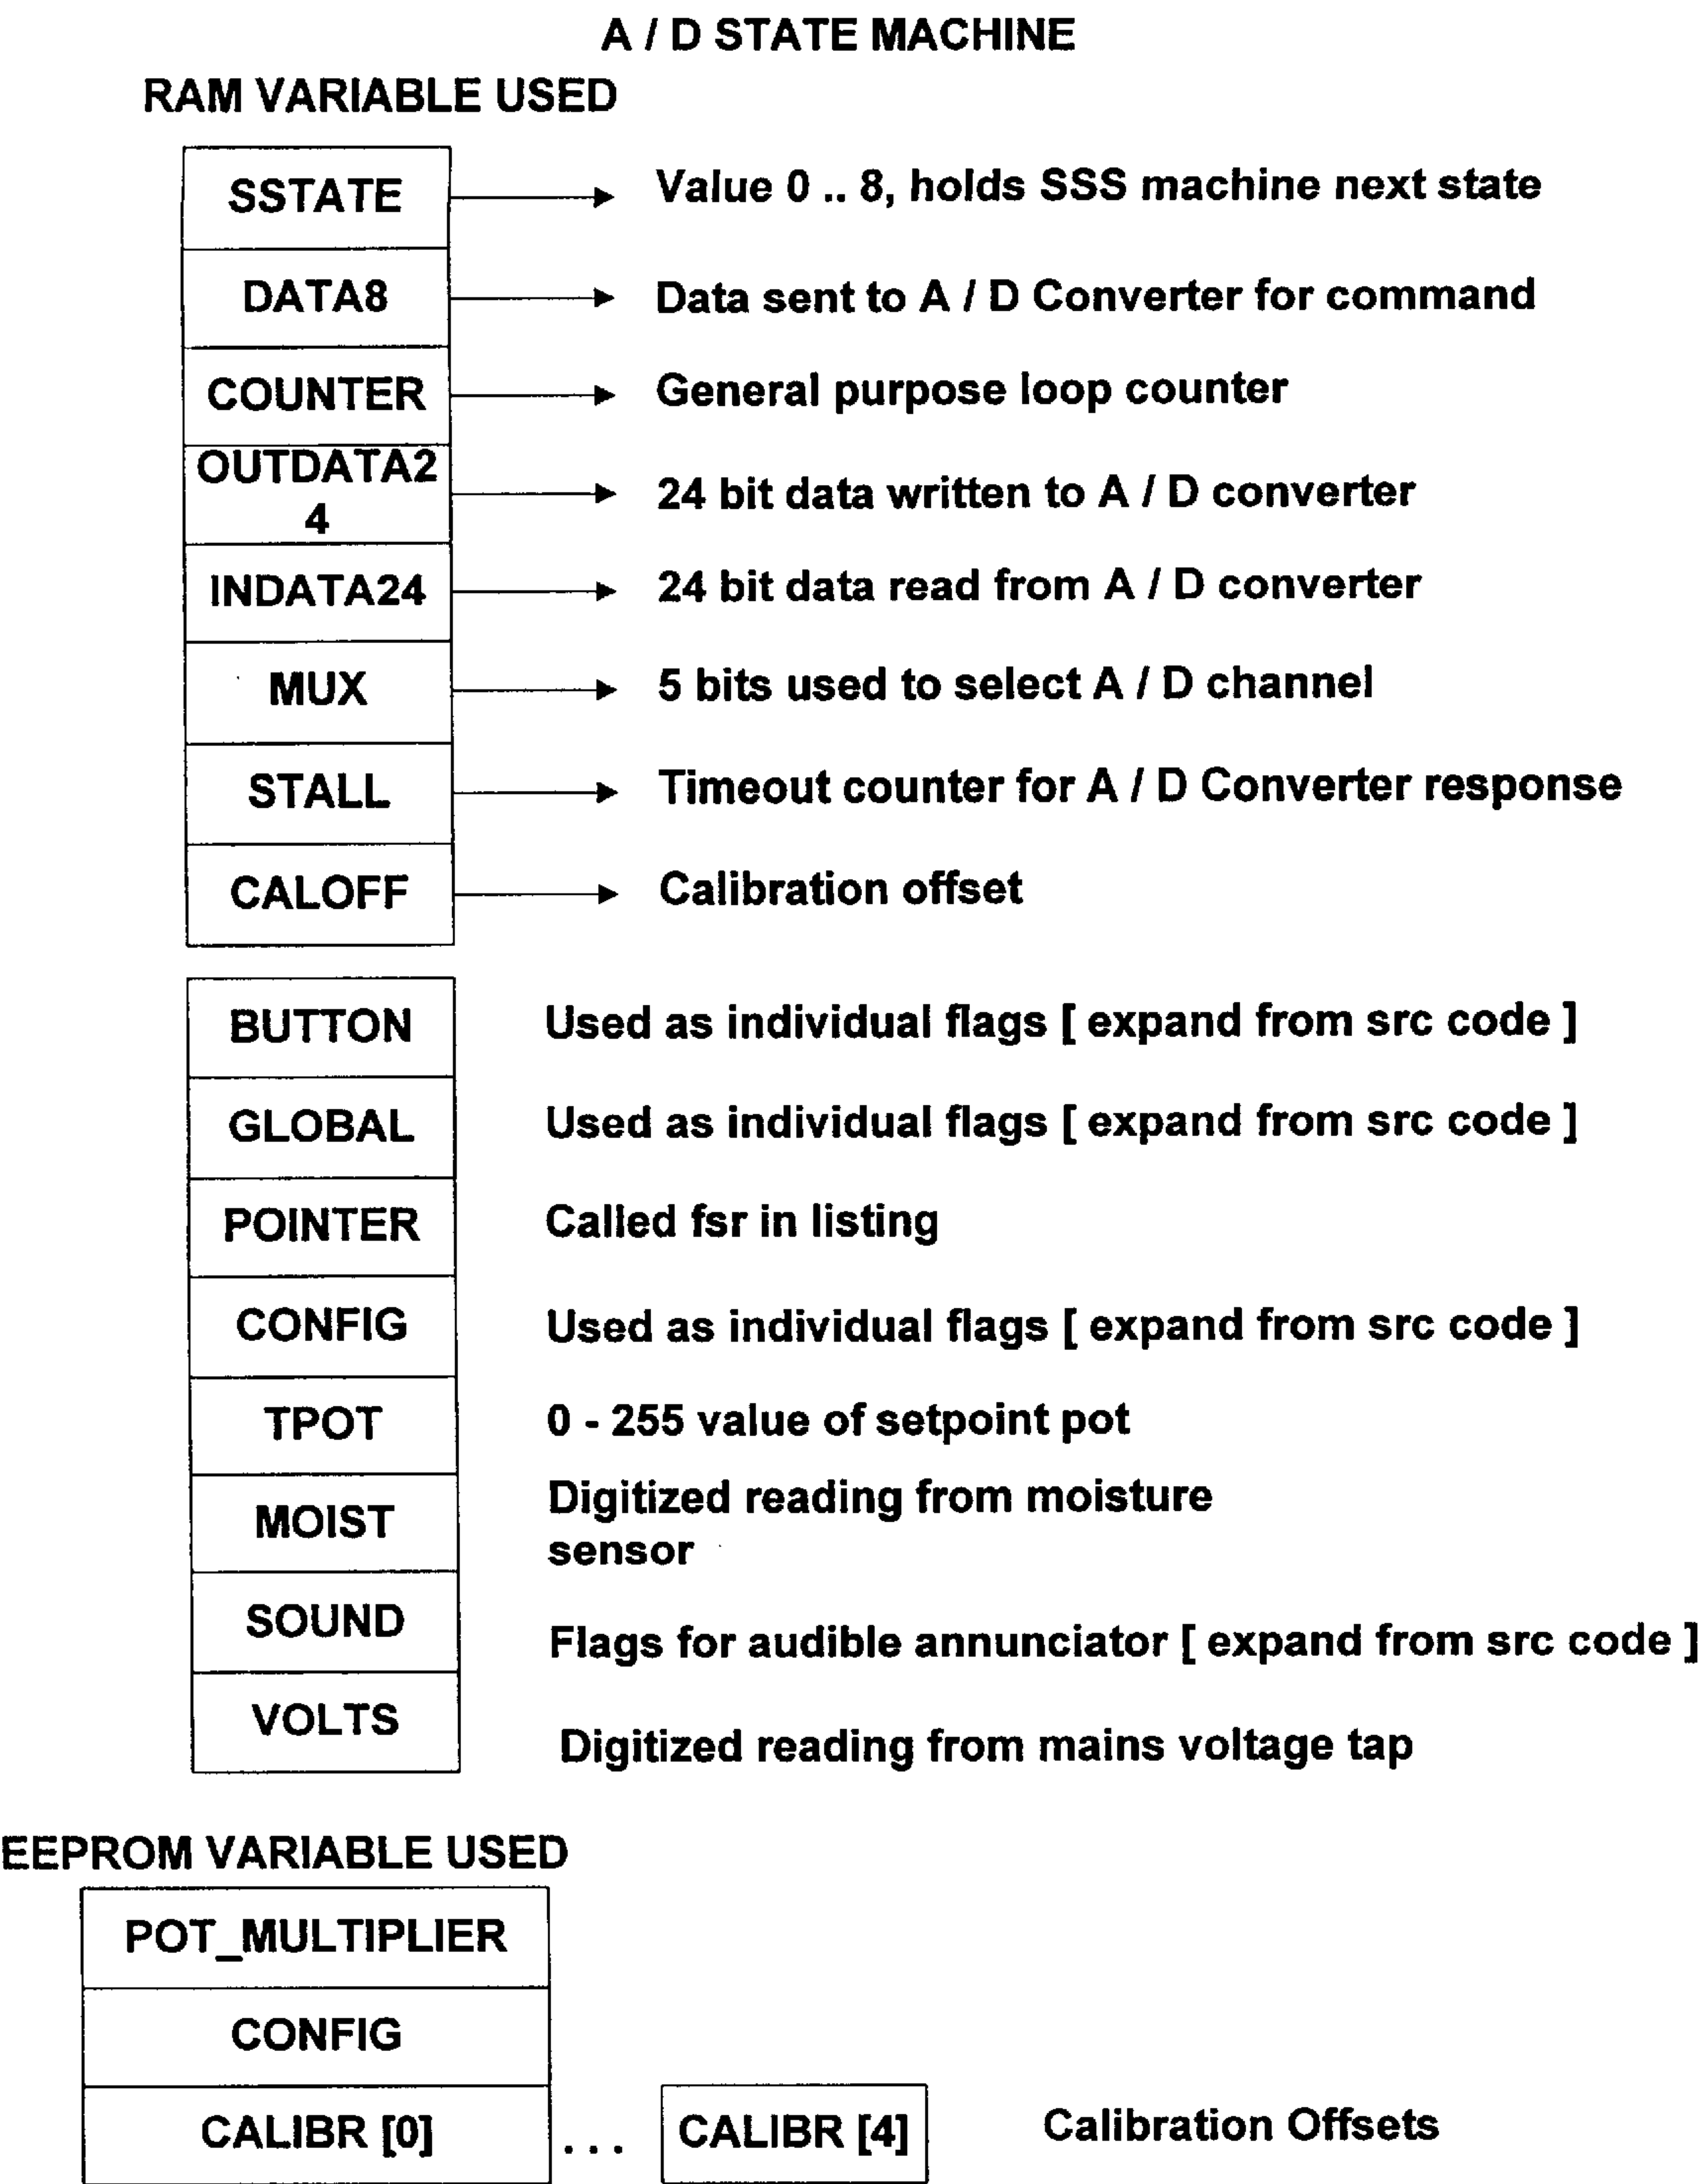 A / D STATE MACHINE
RAM VARIABLE USED
SSTATE Value 0 .. 8, holds SSS machine next state
DATA8 Data sent to A / D Converter for command
COUNTER General purpose loop counter
OUTDATA2
4 24 bit data written to A / D converter
INDATA24 24 bit data read from A / D converter
MUX 5 bits used to select A / D channel
STALL Timeout counter for A / D Converter response
CALOFF Calibration offset
BUTTON Used as individual flags [ expand from src code ]
GLOBAL Used as individual flags [ expand from src code ]
POINTER Called fsr in listing
CONFIG Used as individual flags [ expand from src code ]
TPOT 0 - 255 value of setpoint pot
MOIST Digitized reading from moisture
sensor
SOUND Flags for audible annunciator [ expand from src code ]
VOLTS Digitized reading from mains voltage tap
EEPROM VARIABLE USED
POT_MULTIPLIER
CONFIG
CALIBR [0] ... CALIBR [4] Calibration Offsets